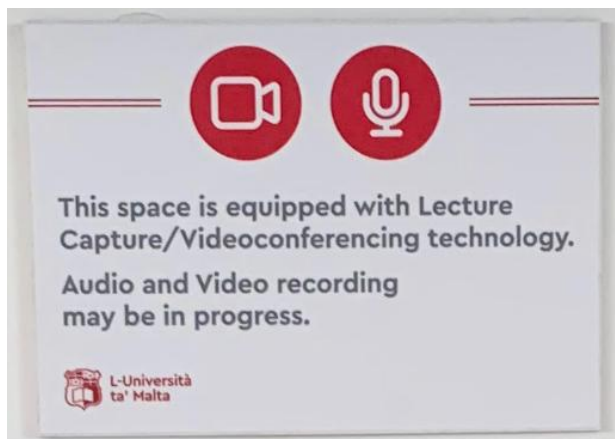 This space is equipped with Lecture
Capture/Videoconferencing technology.
Audio and Video recording
may be in progress.
L-Università
ta' Malta